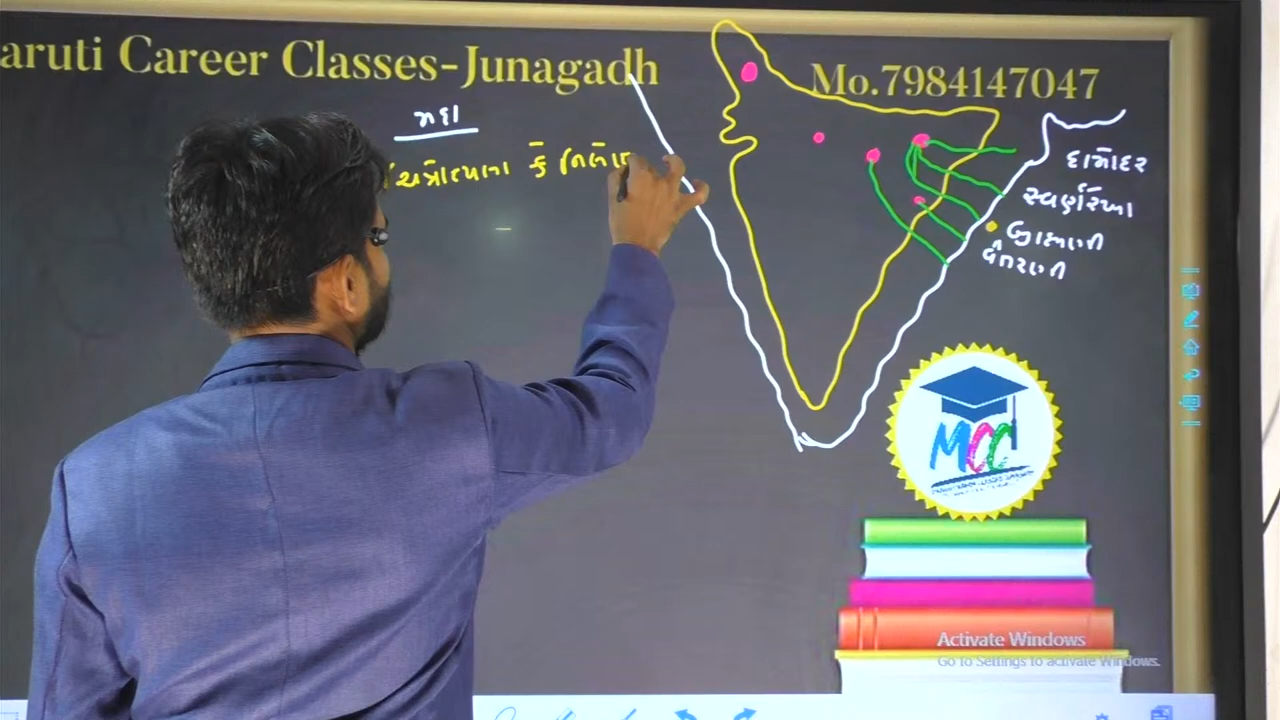 aruti Career Classes-Junagadh
Mo.7984147047
નદી
દામોદર
સ્વર્ણરેખા
બ્રાહ્મણી
વૈતરણી
MCC
Activate Windows
Go to Settings to activate Windows.